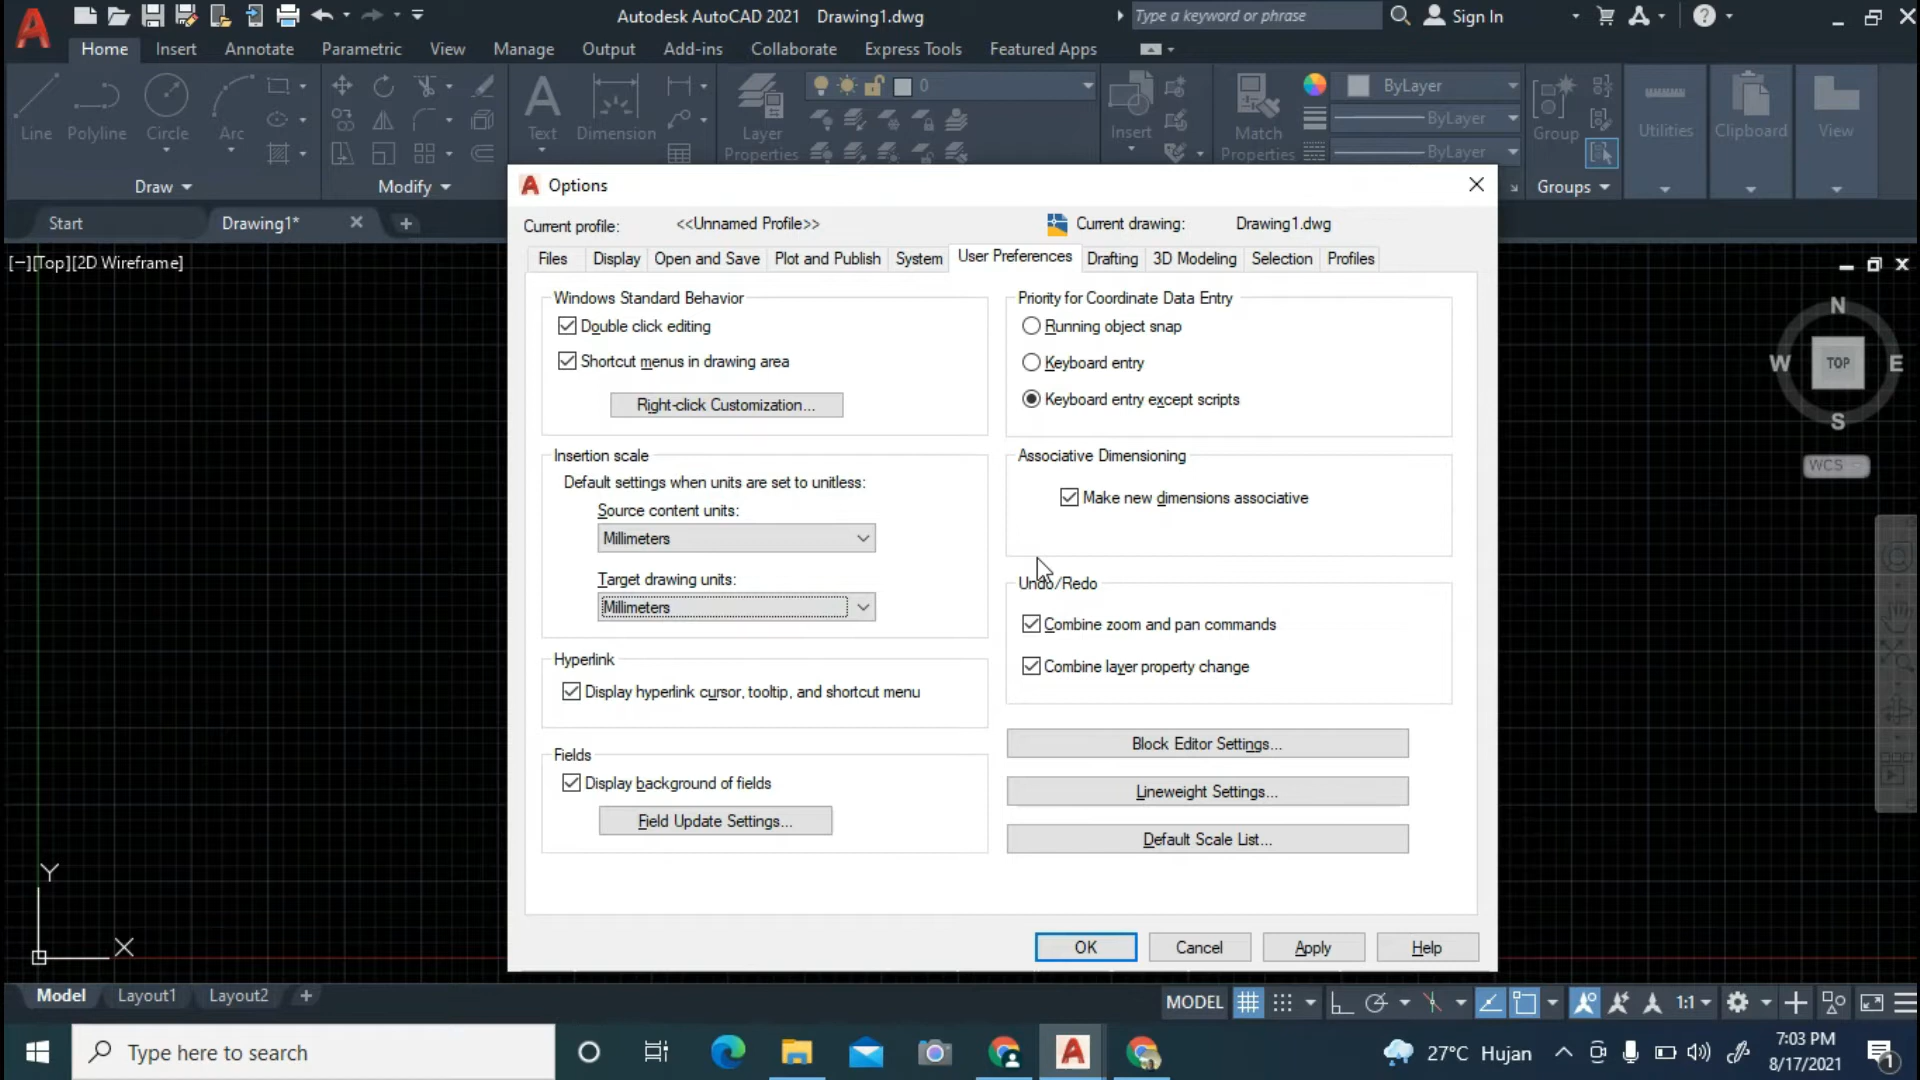 Autodesk AutoCAD 2021 Drawing1.dwg
Type a keyword or phrase
Sign In
Home Insert Annotate Parametric View Manage Output Add-ins Collaborate Express Tools Featured Apps
0
ByLayer
ByLayer
ByLayer
Line Polyline Circle Arc
Text Dimension
Layer
Properties
Insert
Match
Properties
Group
Utilities
Clipboard
View
Draw
Modify
Groups
Start
Drawing1*
[−][Top][2D Wireframe]
Options
Current profile: <<Unnamed Profile>>
Current drawing: Drawing1.dwg
Files Display Open and Save Plot and Publish System User Preferences Drafting 3D Modeling Selection Profiles
Windows Standard Behavior
Double click editing
Shortcut menus in drawing area
Right-click Customization...
Insertion scale
Default settings when units are set to unitless:
Source content units:
Millimeters
Target drawing units:
Millimeters
Hyperlink
Display hyperlink cursor, tooltip, and shortcut menu
Fields
Display background of fields
Field Update Settings...
Priority for Coordinate Data Entry
Running object snap
Keyboard entry
Keyboard entry except scripts
Associative Dimensioning
Make new dimensions associative
Undo/Redo
Combine zoom and pan commands
Combine layer property change
Block Editor Settings...
Lineweight Settings...
Default Scale List...
OK Cancel Apply Help
N
W TOP E
S
WCS
Y
X
Model Layout1 Layout2
MODEL
1:1
Type here to search
27°C Hujan
7:03 PM
8/17/2021
1